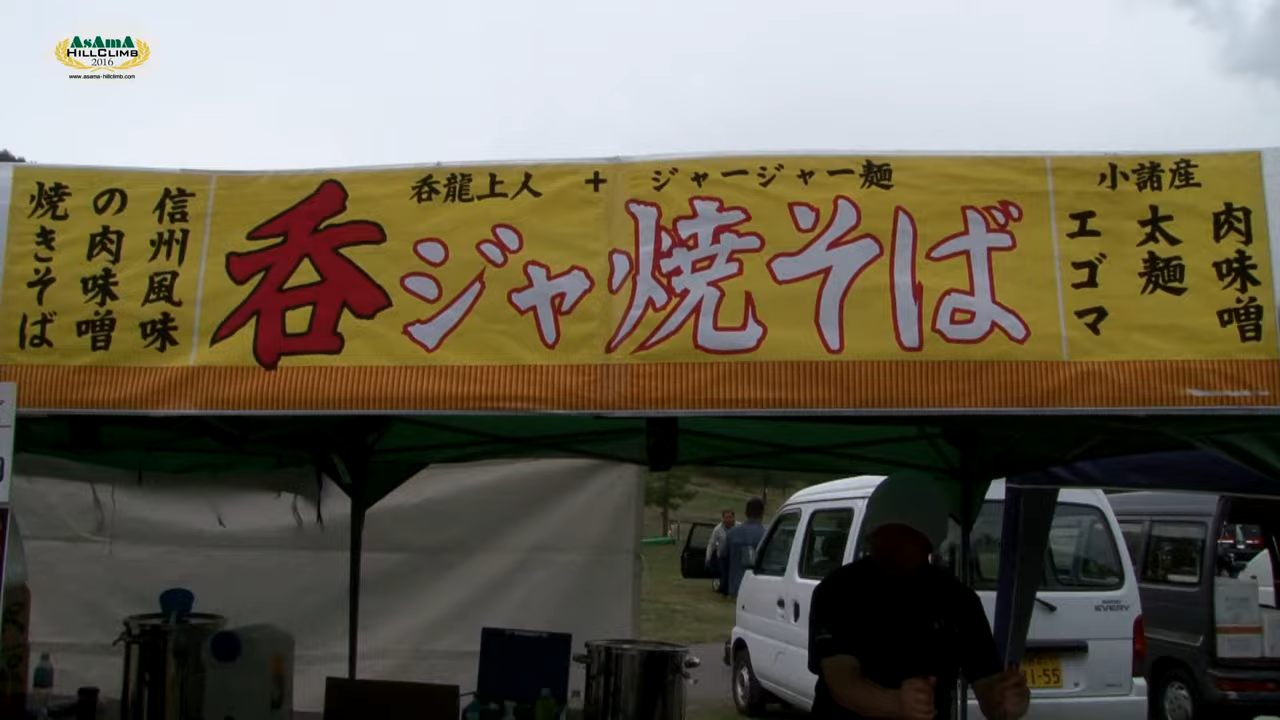 AsAmA
HILLCLIMB
2016
www.asama-hillclimb.com
呑龍上人 + ジャージャー麺
呑ジャ焼そば
信州風味
の肉味噌
焼きそば
小諸産
肉味噌
太麺
エゴマ
EVERY
1-55